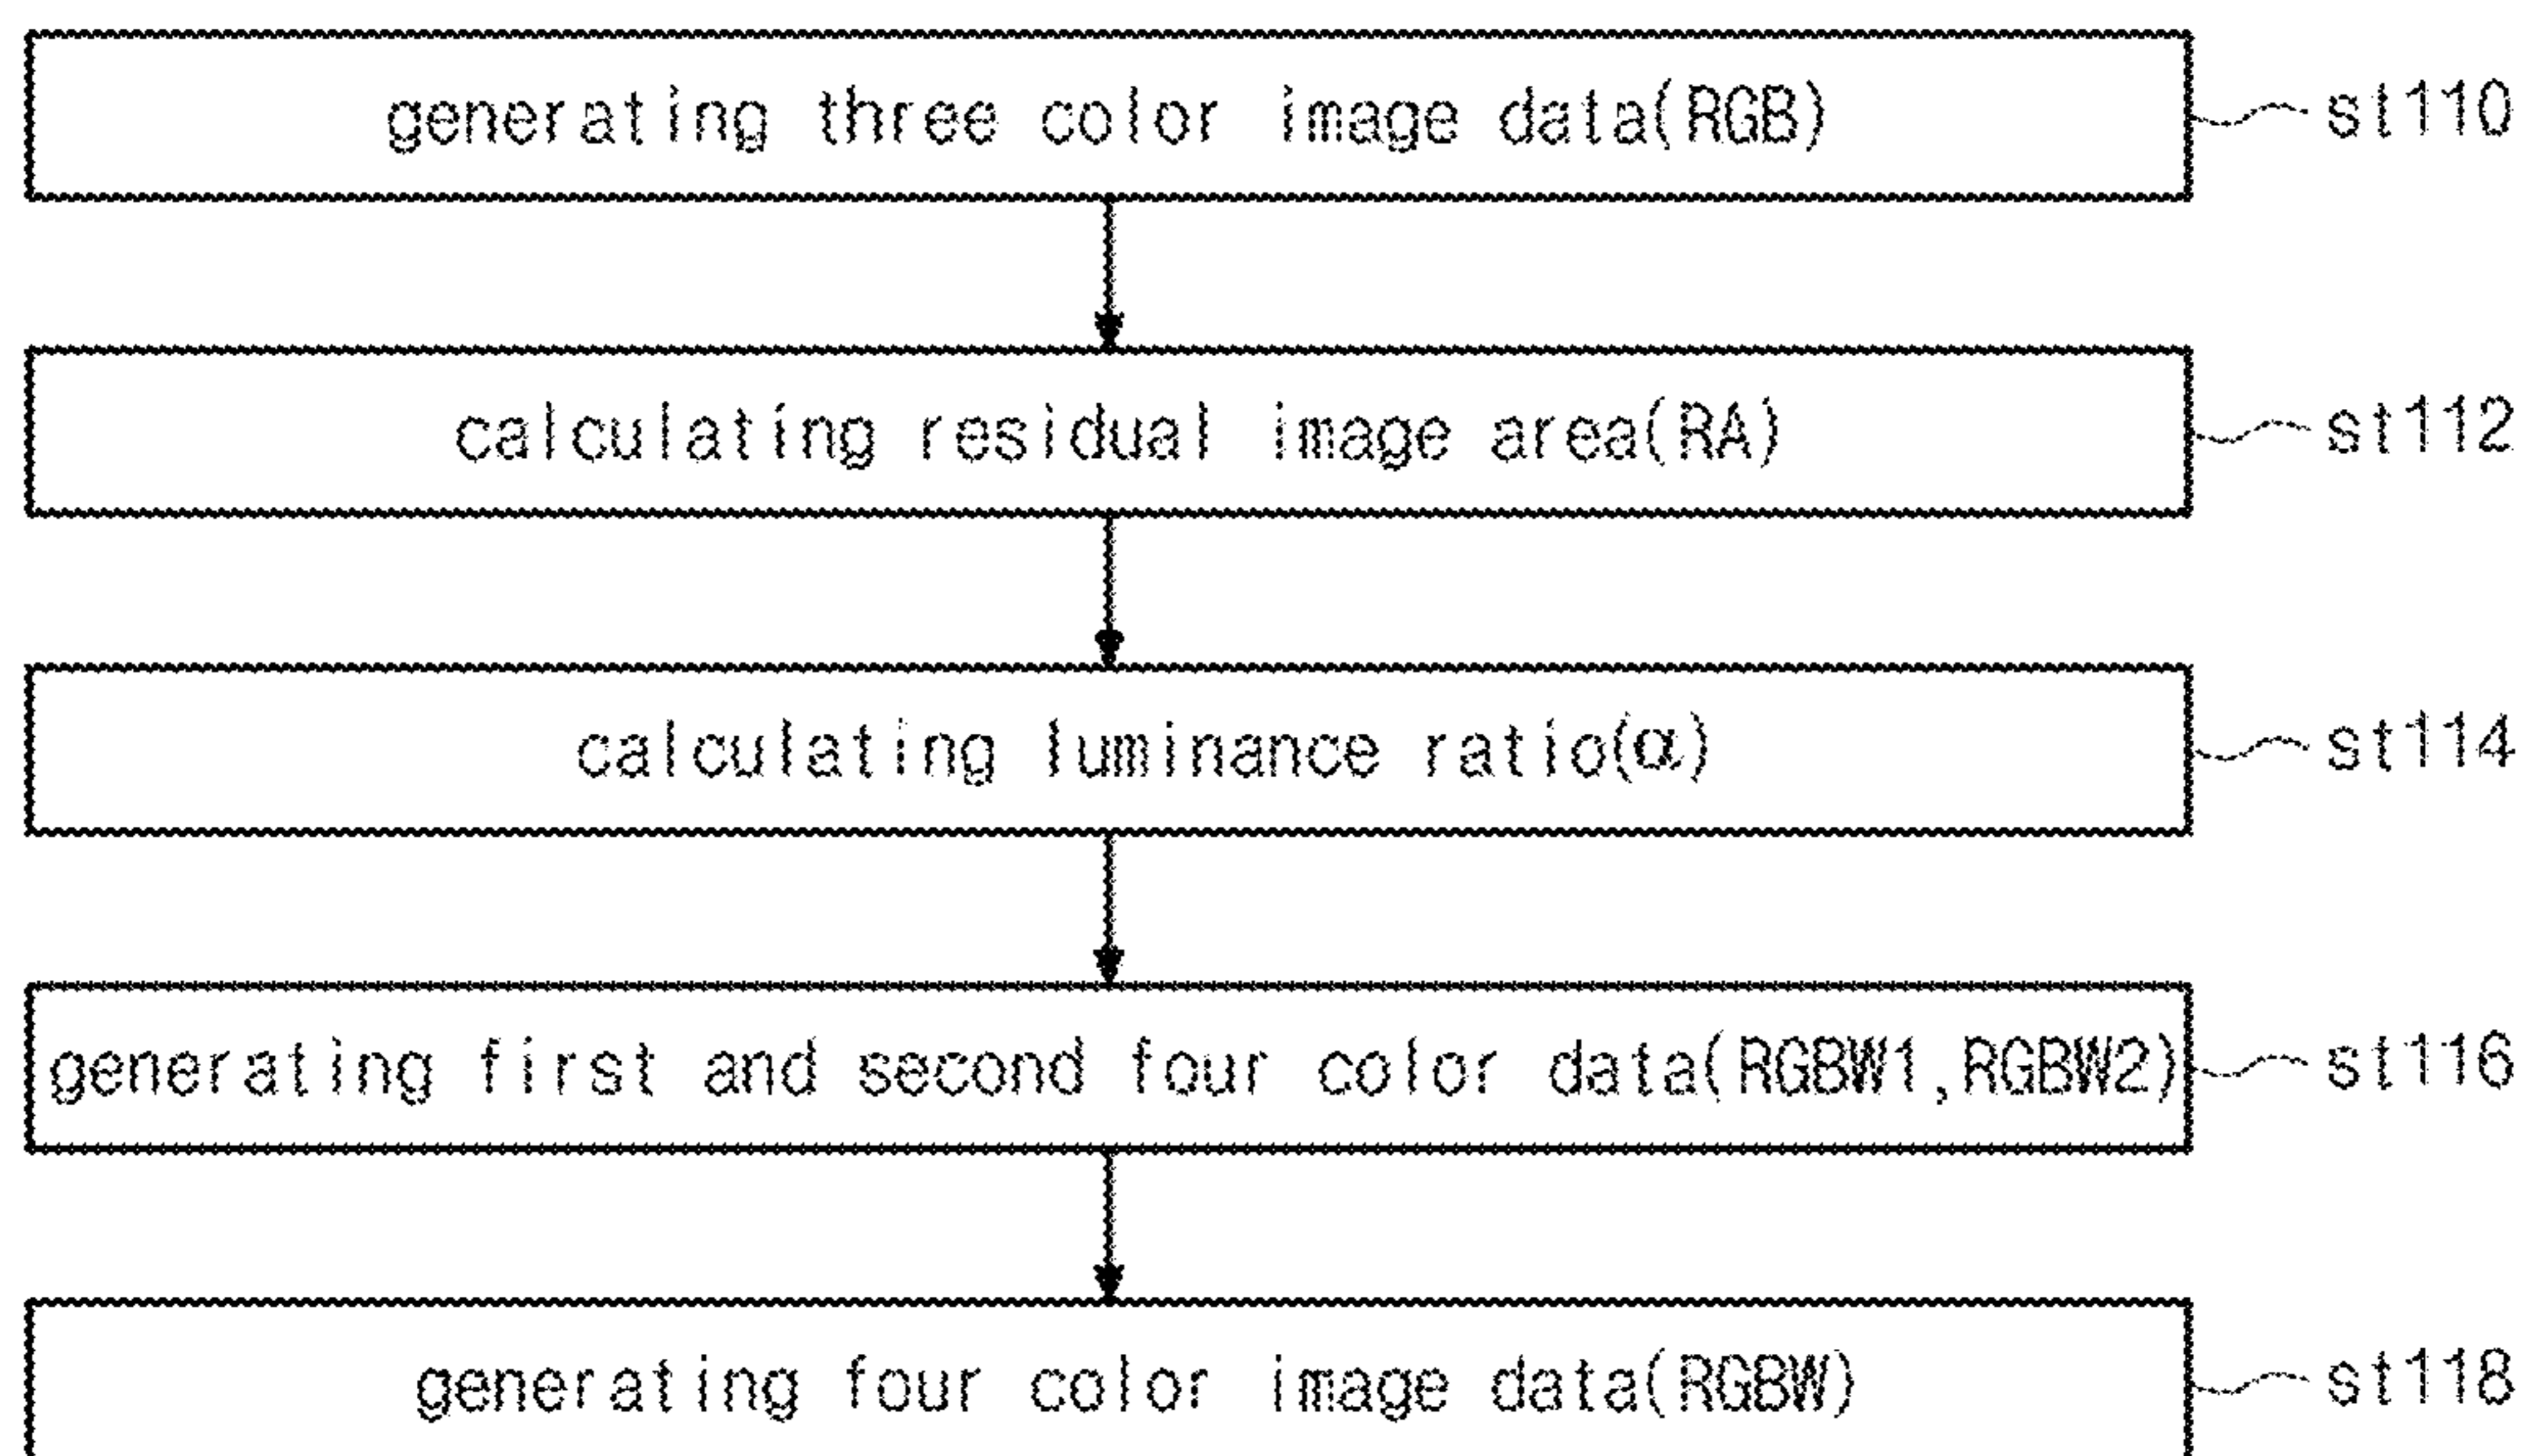 generating three color image data(RGB) st110
calculating residual image area(RA) st112
calculating luminance ratio(α) st114
generating first and second four color data(RGBW1,RGBW2) st116
generating four color image data(RGBW) st118